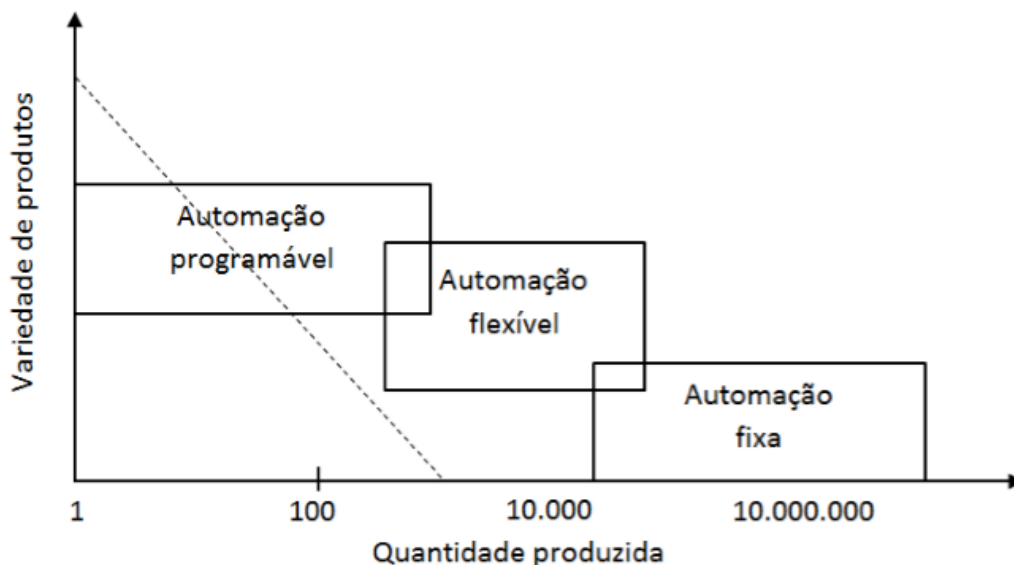 Variedade de produtos
Automação
programável
Automação
flexível
Automação
fixa
1
100
10.000
10.000.000
Quantidade produzida